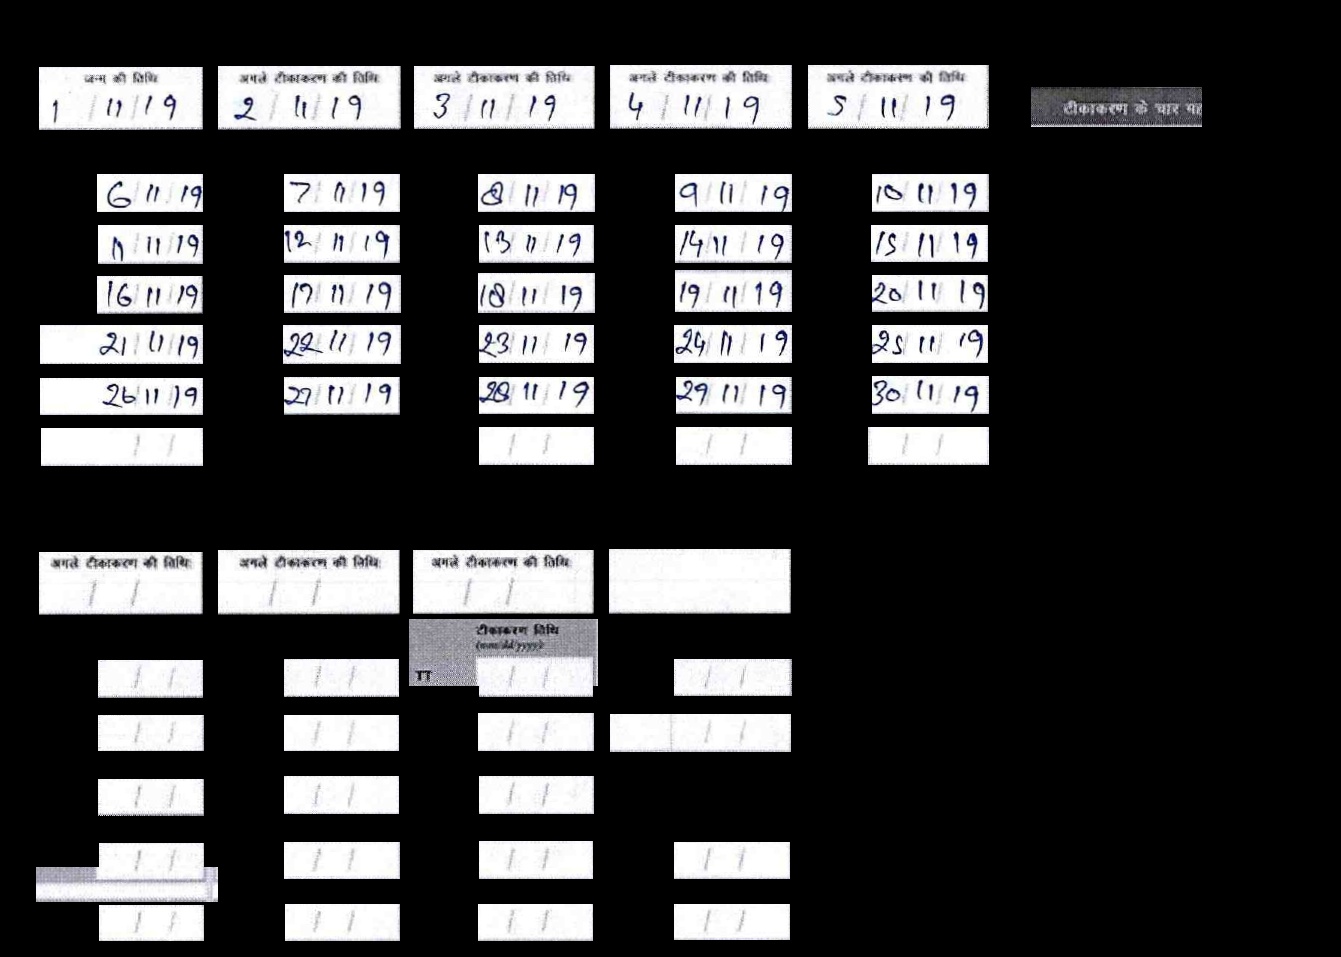 जन्म की तिथि अगले टीकाकरण की तिथि: अगले टीकाकरण की तिथि: अगले टीकाकरण की तिथि: अगले टीकाकरण की तिथि:
1 / 11 / 19 2 / 11 / 19 3 / 11 / 19 4 / 11 / 19 5 / 11 / 19 टीकाकरण के चार मह
6 / 11 / 19 7 / 11 / 19 8 / 11 / 19 9 / 11 / 19 10 / 11 / 19
11 / 11 / 19 12 / 11 / 19 13 / 11 / 19 14 / 11 / 19 15 / 11 / 19
16 / 11 / 19 17 / 11 / 19 18 / 11 / 19 19 / 11 / 19 20 / 11 / 19
21 / 11 / 19 22 / 11 / 19 23 / 11 / 19 24 / 11 / 19 25 / 11 / 19
26 / 11 / 19 27 / 11 / 19 28 / 11 / 19 29 / 11 / 19 30 / 11 / 19
/ / / / / / / /
अगले टीकाकरण की तिथि: अगले टीकाकरण की तिथि: अगले टीकाकरण की तिथि:
/ / / / / /
टीकाकरण तिथि
(mm/dd/yyyy)
/ / / / TT / / / /
/ / / / / / / /
/ / / / / /
/ / / / / / / /
/ / / / / / / /